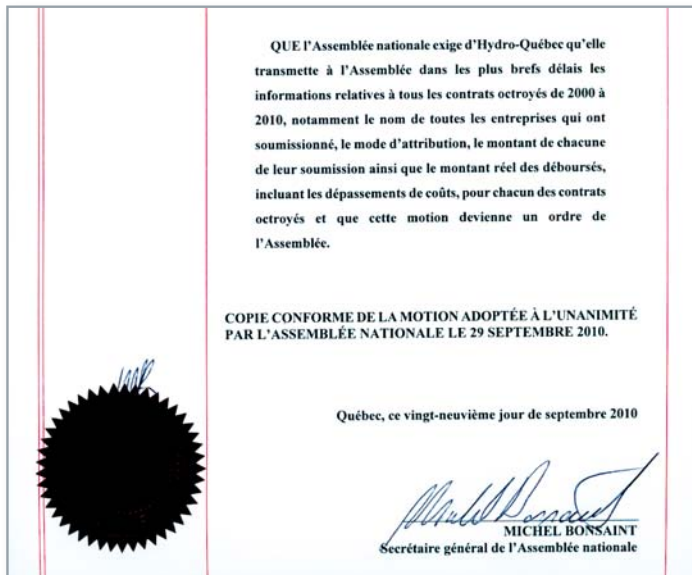 QUE l'Assemblée nationale exige d'Hydro-Québec qu'elle
transmette à l'Assemblée dans les plus brefs délais les
informations relatives à tous les contrats octroyés de 2000 à
2010, notamment le nom de toutes les entreprises qui ont
soumissionné, le mode d'attribution, le montant de chacune
de leur soumission ainsi que le montant réel des déboursés,
incluant les dépassements de coûts, pour chacun des contrats
octroyés et que cette motion devienne un ordre de
l'Assemblée.
COPIE CONFORME DE LA MOTION ADOPTÉE À L'UNANIMITÉ
PAR L'ASSEMBLÉE NATIONALE LE 29 SEPTEMBRE 2010.
Québec, ce vingt-neuvième jour de septembre 2010
Michel Bonsaint
MICHEL BONSAINT
Secrétaire général de l'Assemblée nationale